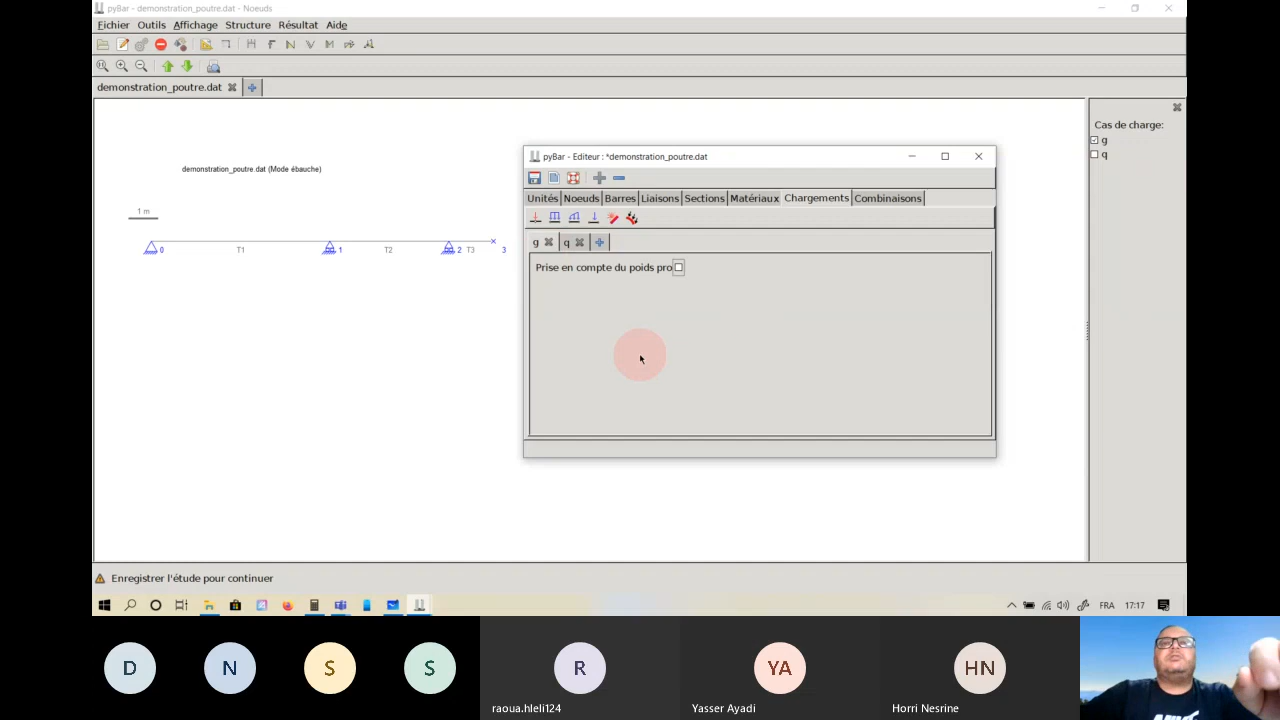 pyBar - demonstration_poutre.dat - Noeuds
Fichier Outils Affichage Structure Résultat Aide
demonstration_poutre.dat
Cas de charge:
g
q
demonstration_poutre.dat (Mode ébauche)
1 m
0 T1 1 T2 2 T3 3
pyBar - Editeur : *demonstration_poutre.dat
Unités Noeuds Barres Liaisons Sections Matériaux Chargements Combinaisons
g q
Prise en compte du poids pro
Enregistrer l'étude pour continuer
FRA 17:17
D N S S R YA HN
raoua.hleli124 Yasser Ayadi Horri Nesrine